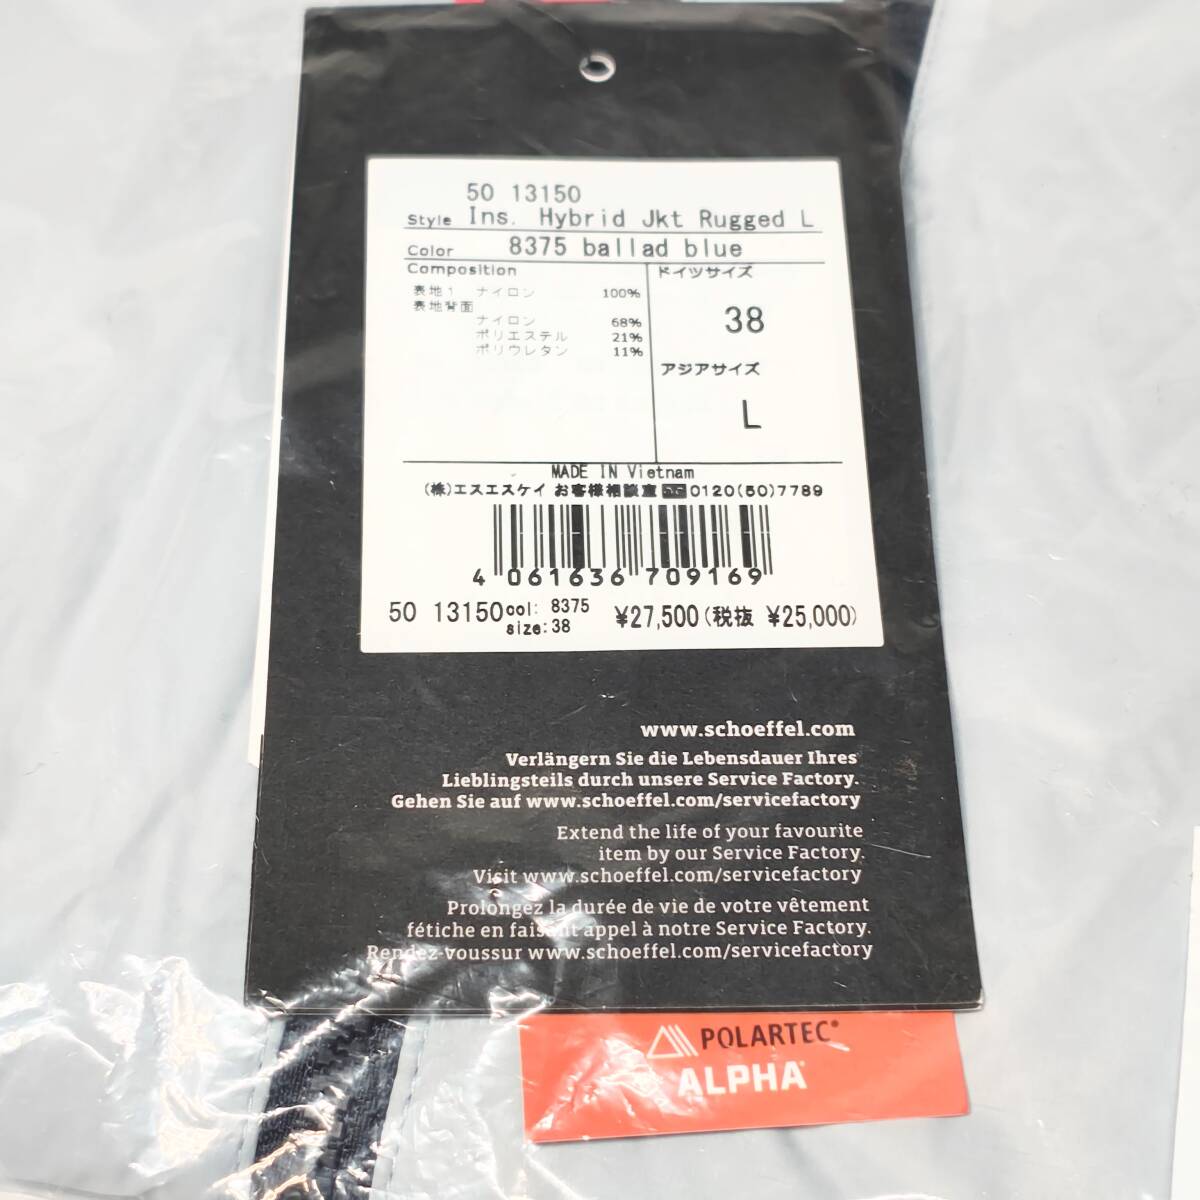 50 13150
Style Ins. Hybrid Jkt Rugged L
Color 8375 ballad blue
Composition
表地1 ナイロン 100%
表地背面
ナイロン 68%
ポリエステル 21%
ポリウレタン 11%
ドイツサイズ
38
アジアサイズ
L
MADE IN Vietnam
(株)エスエスケイ お客様相談室 0120(50)7789
4 061636 709169
50 13150 col: 8375
size:38
¥27,500(税抜 ¥25,000)
www.schoeffel.com
Verlängern Sie die Lebensdauer Ihres
Lieblingsteils durch unsere Service Factory.
Gehen Sie auf www.schoeffel.com/servicefactory
Extend the life of your favourite
item by our Service Factory.
Visit www.schoeffel.com/servicefactory
Prolongez la durée de vie de votre vêtement
fétiche en faisant appel à notre Service Factory.
Rendez-voussur www.schoeffel.com/servicefactory
POLARTEC®
ALPHA®